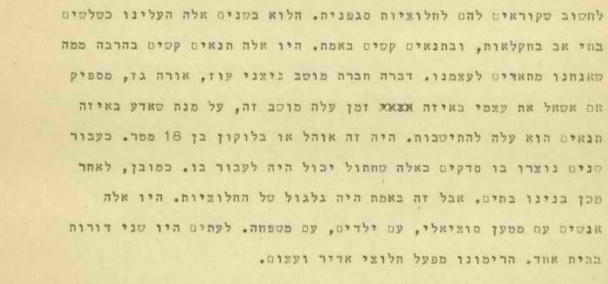 לחשוב שקוראים להם לחלוציות סגפנית. הלוא בשנים אלה העלינו כשלשים
בתי אב בחקלאות, ובתנאים קשים באמת. היו אלה תנאים קשים בהרבה ממה
שאנחנו מתארים לעצמנו. דברה חברת מושב ניצני עוז, אורה גז, מספיק
אם אשאל את עצמי באיזה זמן עלה מושב זה, על מנת שאדע באיזה
תנאים הוא עלה להתישבות. היה זה אוהל או בלוקון בן 18 מטר. כעבור
שנים נוצרו בו סדקים כאלה שחתול יכול היה לעבור בו. כמובן, לאחר
מכן בנינו בתים. אבל זה באמת היה גלגול של החלוציות. היו אלה
אנשים עם מטען סוציאלי, עם ילדים, עם משפחה. לעתים היו שני דורות
בבית אחד. הרימונו מפעל חלוצי אדיר ועצום.